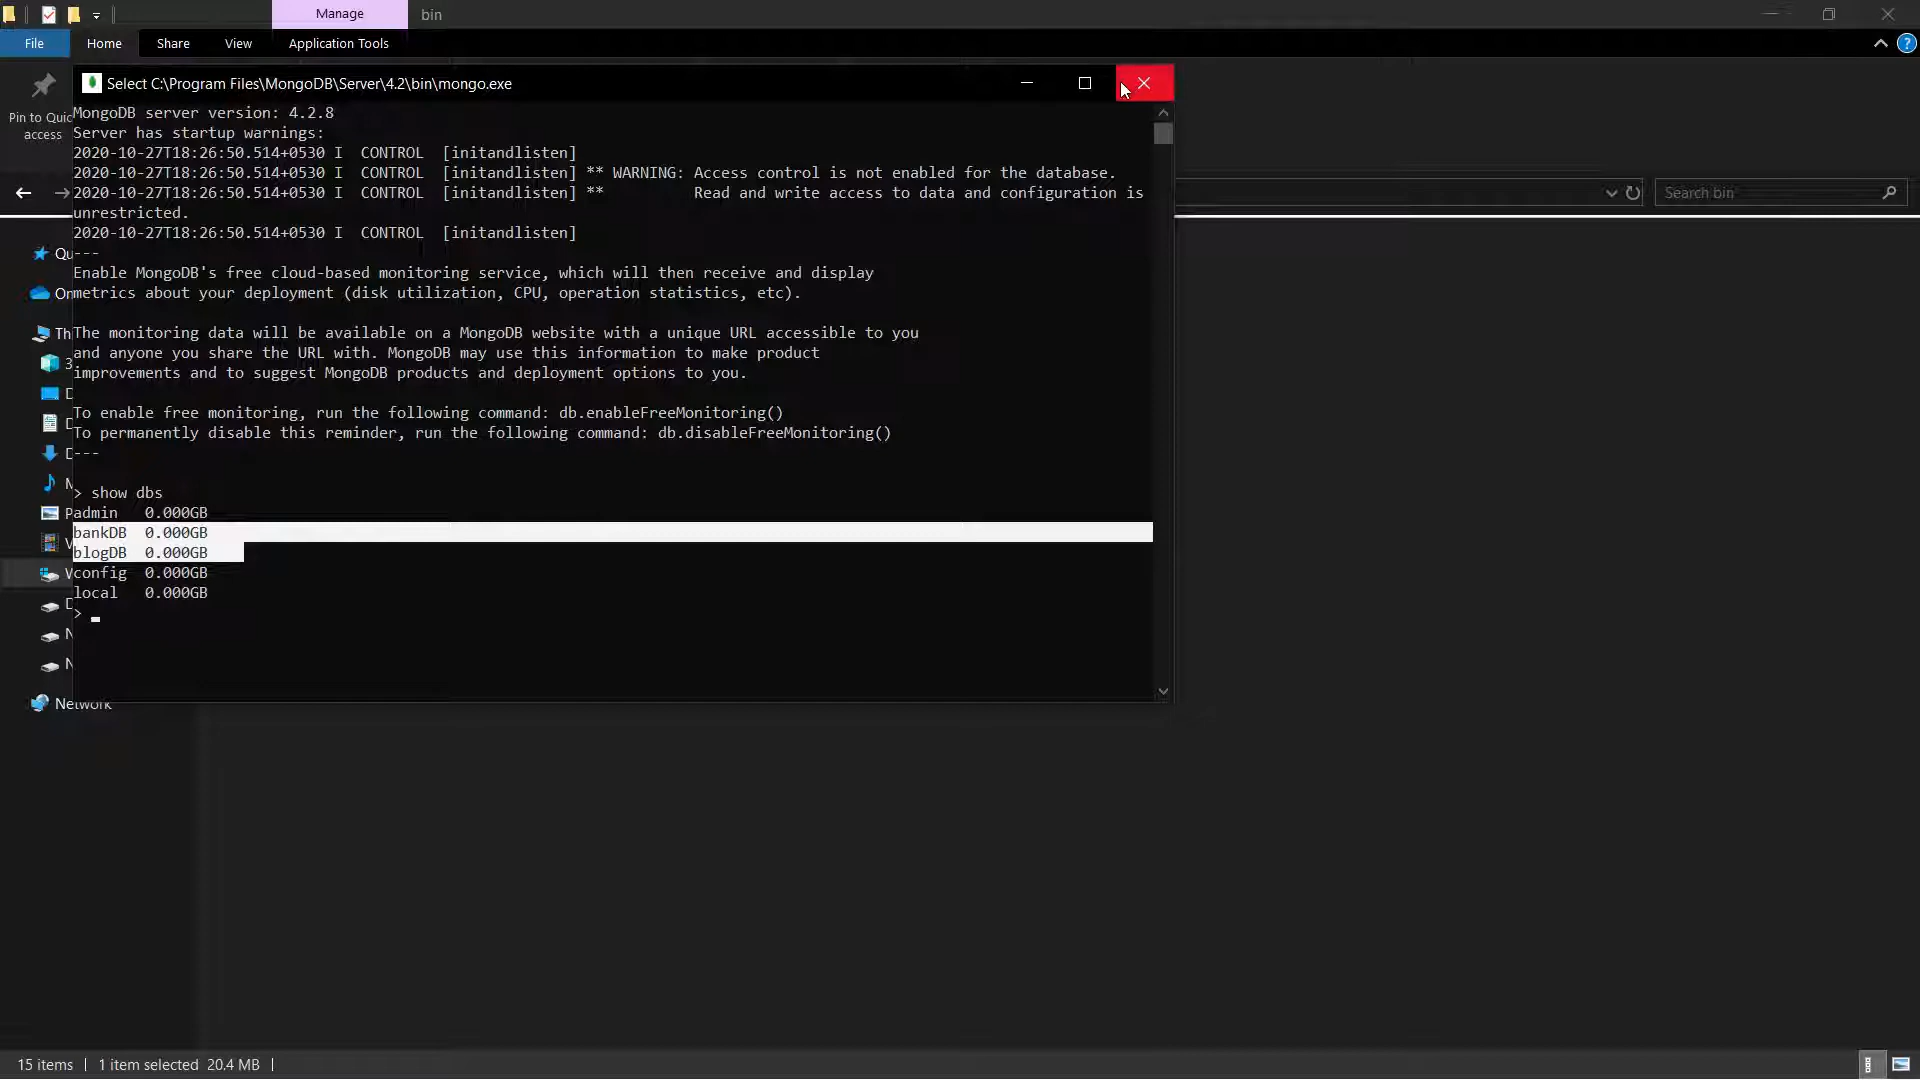 Manage
bin
File
Home
Share
View
Application Tools
Pin to Quic
access
Select C:\Program Files\MongoDB\Server\4.2\bin\mongo.exe
Search bin
MongoDB server version: 4.2.8
Server has startup warnings:
2020-10-27T18:26:50.514+0530 I  CONTROL  [initandlisten]
2020-10-27T18:26:50.514+0530 I  CONTROL  [initandlisten] ** WARNING: Access control is not enabled for the database.
2020-10-27T18:26:50.514+0530 I  CONTROL  [initandlisten] **          Read and write access to data and configuration is
unrestricted.
2020-10-27T18:26:50.514+0530 I  CONTROL  [initandlisten]
---
Enable MongoDB's free cloud-based monitoring service, which will then receive and display
metrics about your deployment (disk utilization, CPU, operation statistics, etc).
The monitoring data will be available on a MongoDB website with a unique URL accessible to you
and anyone you share the URL with. MongoDB may use this information to make product
improvements and to suggest MongoDB products and deployment options to you.
To enable free monitoring, run the following command: db.enableFreeMonitoring()
To permanently disable this reminder, run the following command: db.disableFreeMonitoring()
---
> show dbs
admin   0.000GB
bankDB  0.000GB
blogDB  0.000GB
config  0.000GB
local   0.000GB
>
Network
15 items
1 item selected  20.4 MB